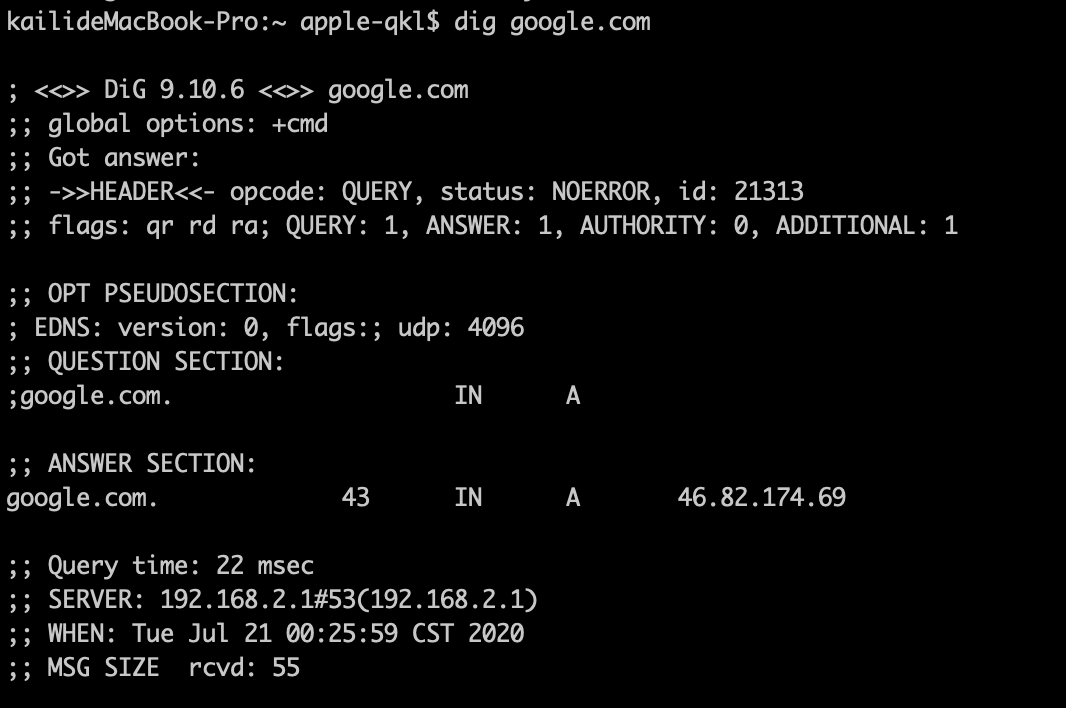 kailideMacBook-Pro:~ apple-qkl$ dig google.com
; <<>> DiG 9.10.6 <<>> google.com
;; global options: +cmd
;; Got answer:
;; ->>HEADER<<- opcode: QUERY, status: NOERROR, id: 21313
;; flags: qr rd ra; QUERY: 1, ANSWER: 1, AUTHORITY: 0, ADDITIONAL: 1
;; OPT PSEUDOSECTION:
; EDNS: version: 0, flags:; udp: 4096
;; QUESTION SECTION:
;google.com. IN A
;; ANSWER SECTION:
google.com. 43 IN A 46.82.174.69
;; Query time: 22 msec
;; SERVER: 192.168.2.1#53(192.168.2.1)
;; WHEN: Tue Jul 21 00:25:59 CST 2020
;; MSG SIZE rcvd: 55